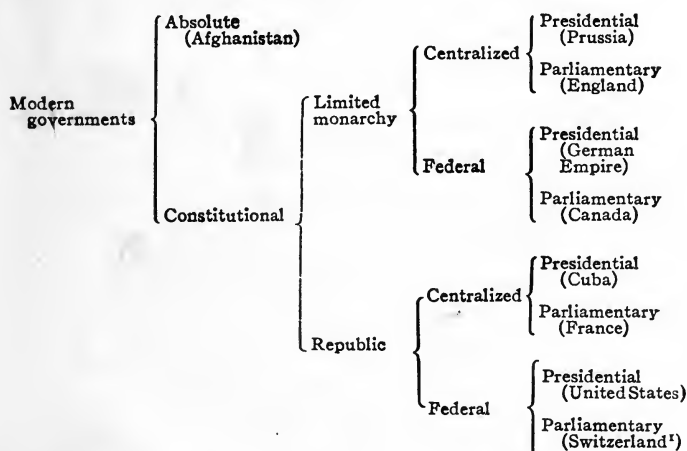 Modern
governments
Absolute
(Afghanistan)
Constitutional
Limited
monarchy
Centralized
Presidential
(Prussia)
Parliamentary
(England)
Federal
Presidential
(German
Empire)
Parliamentary
(Canada)
Republic
Centralized
Presidential
(Cuba)
Parliamentary
(France)
Federal
Presidential
(United States)
Parliamentary
(Switzerland¹)